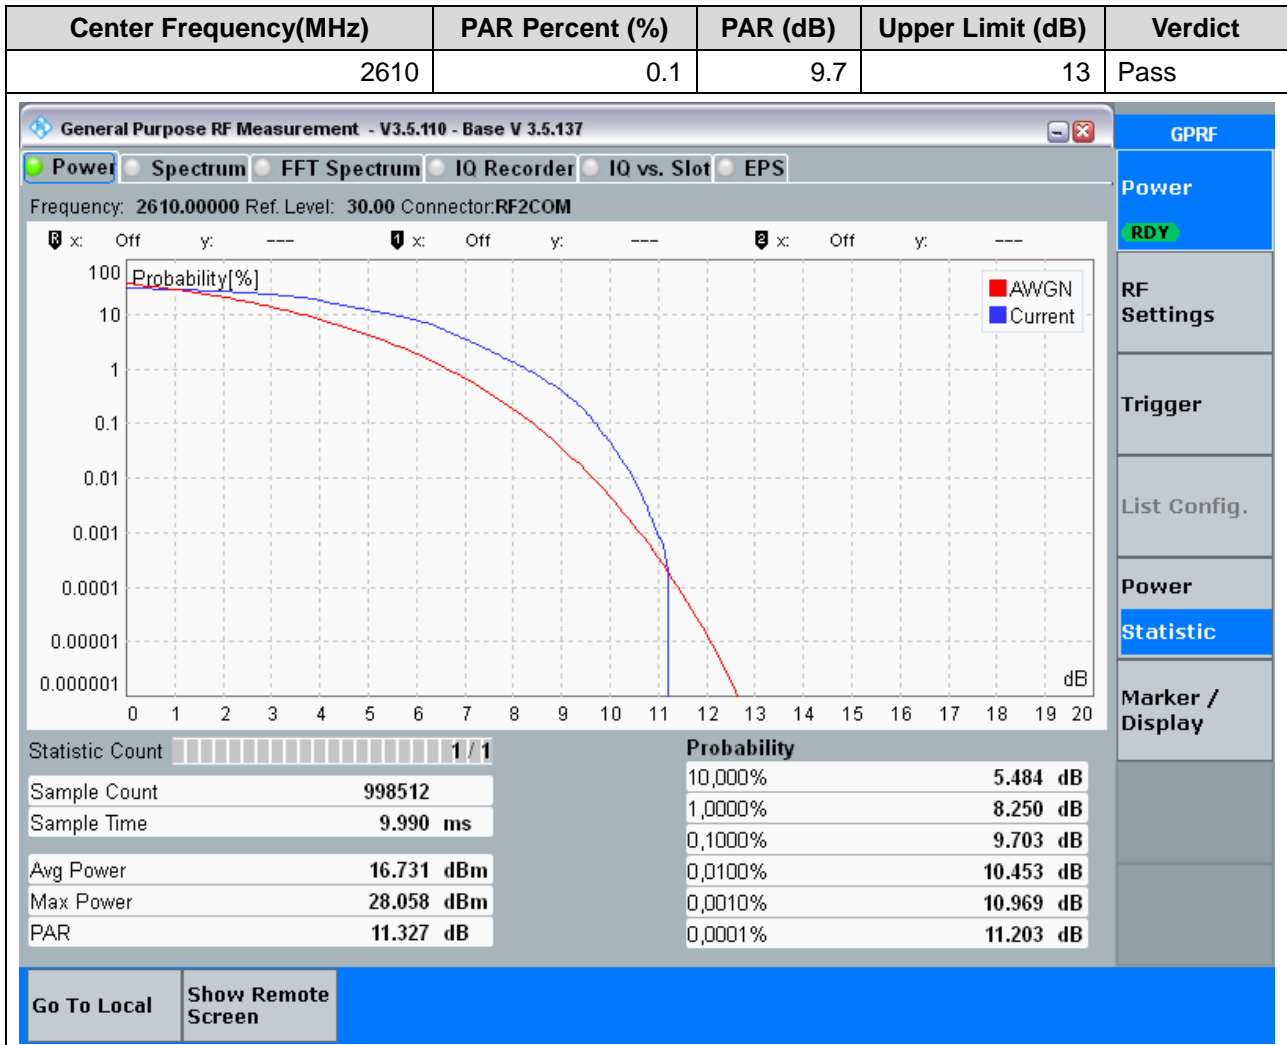 Center Frequency(MHz) PAR Percent (%) PAR (dB) Upper Limit (dB) Verdict
2610 0.1 9.7 13 Pass
General Purpose RF Measurement - V3.5.110 - Base V 3.5.137
GPRF
Power Spectrum FFT Spectrum IQ Recorder IQ vs. Slot EPS
Frequency: 2610.00000 Ref. Level: 30.00 Connector:RF2COM
R x: Off y: --- 1 x: Off y: --- 2 x: Off y: ---
Probability[%]
AWGN
Current
100
10
1
0.1
0.01
0.001
0.0001
0.00001
0.000001
dB
0 1 2 3 4 5 6 7 8 9 10 11 12 13 14 15 16 17 18 19 20
Statistic Count 1 / 1
Sample Count 998512
Sample Time 9.990 ms
Avg Power 16.731 dBm
Max Power 28.058 dBm
PAR 11.327 dB
Probability
10,000% 5.484 dB
1,0000% 8.250 dB
0,1000% 9.703 dB
0,0100% 10.453 dB
0,0010% 10.969 dB
0,0001% 11.203 dB
Power
RDY
RF
Settings
Trigger
List Config.
Power
Statistic
Marker /
Display
Go To Local
Show Remote
Screen